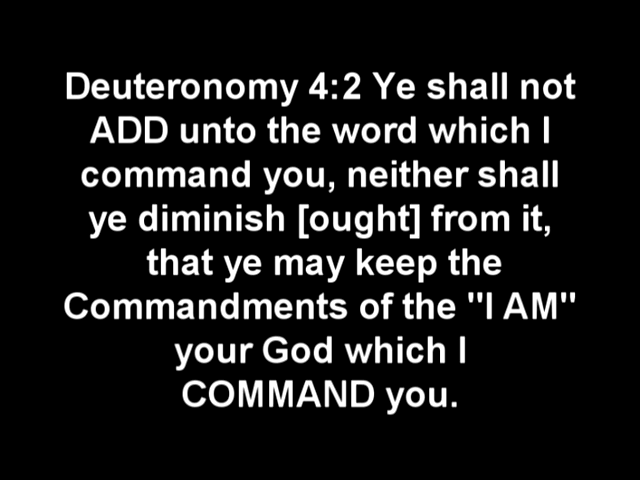 Deuteronomy 4:2 Ye shall not
ADD unto the word which I
command you, neither shall
ye diminish [ought] from it,
that ye may keep the
Commandments of the "I AM"
your God which I
COMMAND you.